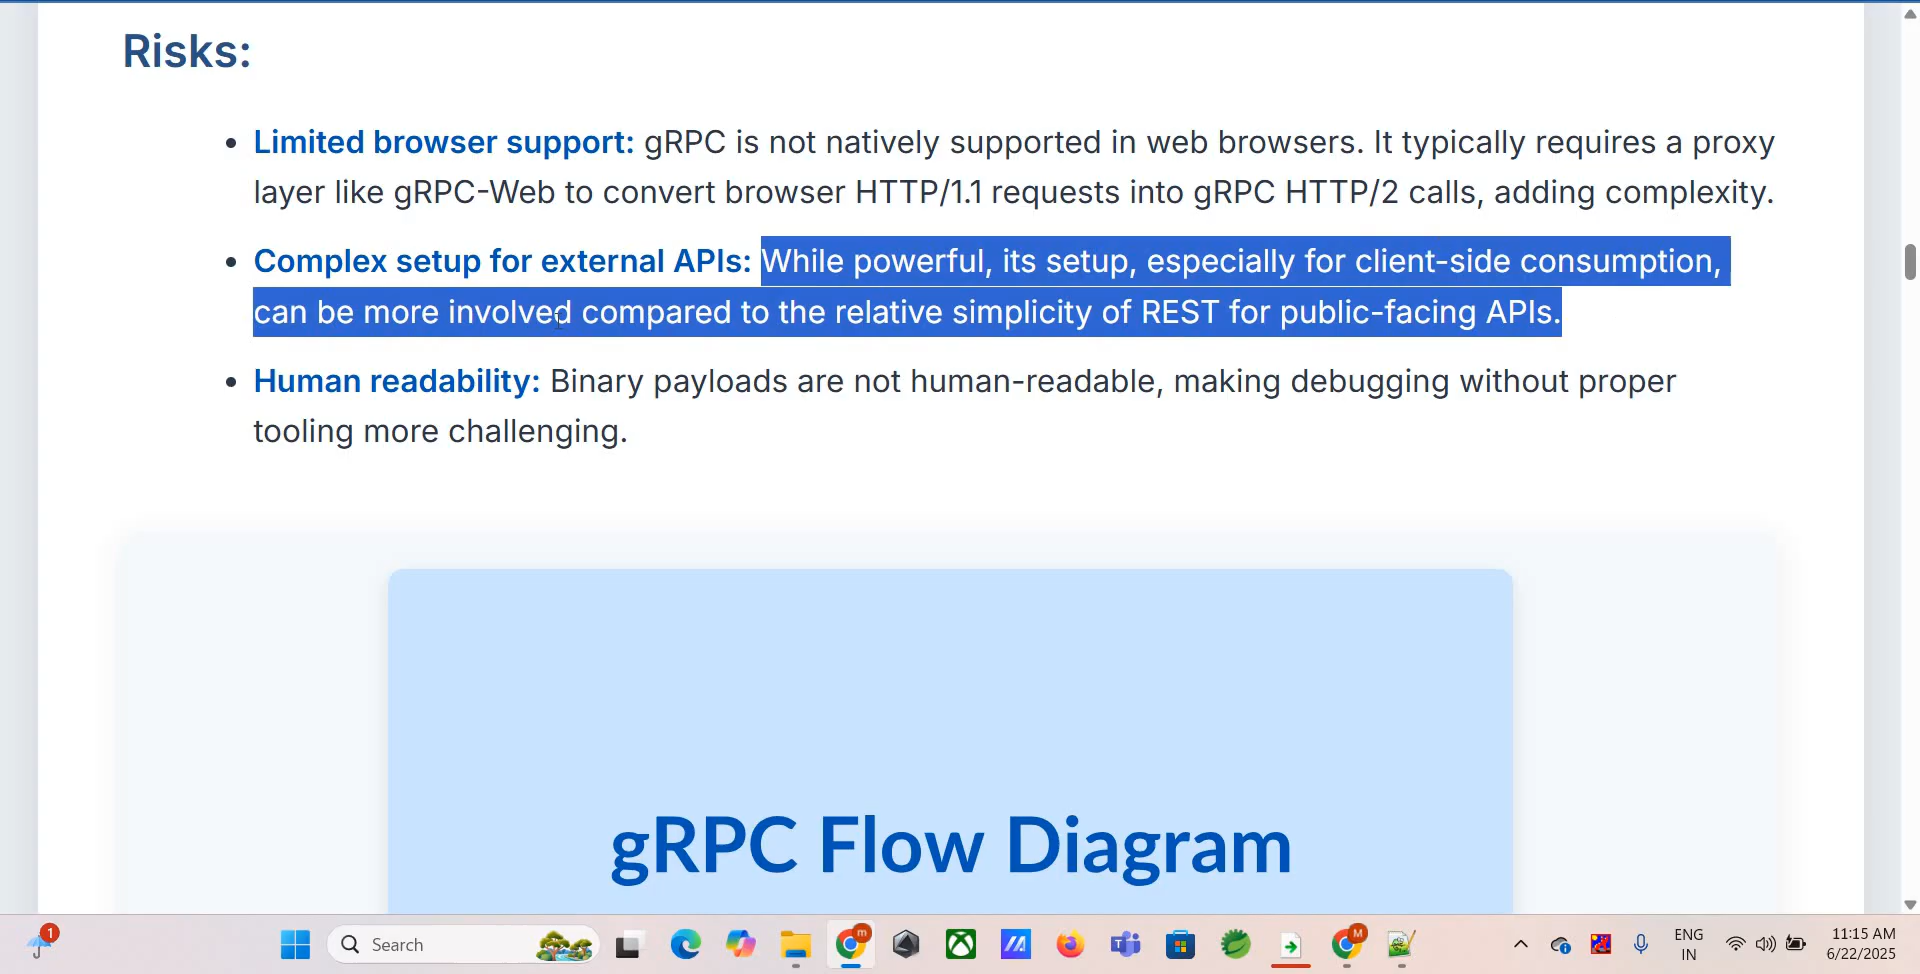 Risks:
Limited browser support: gRPC is not natively supported in web browsers. It typically requires a proxy
layer like gRPC-Web to convert browser HTTP/1.1 requests into gRPC HTTP/2 calls, adding complexity.
Complex setup for external APIs: While powerful, its setup, especially for client-side consumption,
can be more involved compared to the relative simplicity of REST for public-facing APIs.
Human readability: Binary payloads are not human-readable, making debugging without proper
tooling more challenging.
gRPC Flow Diagram
1
Search
m
M
ENG
IN
11:15 AM
6/22/2025